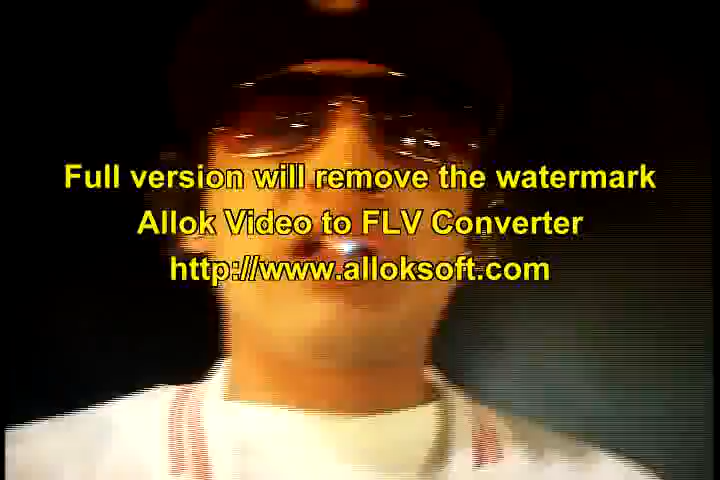 Full version will remove the watermark
Allok Video to FLV Converter
http://www.alloksoft.com